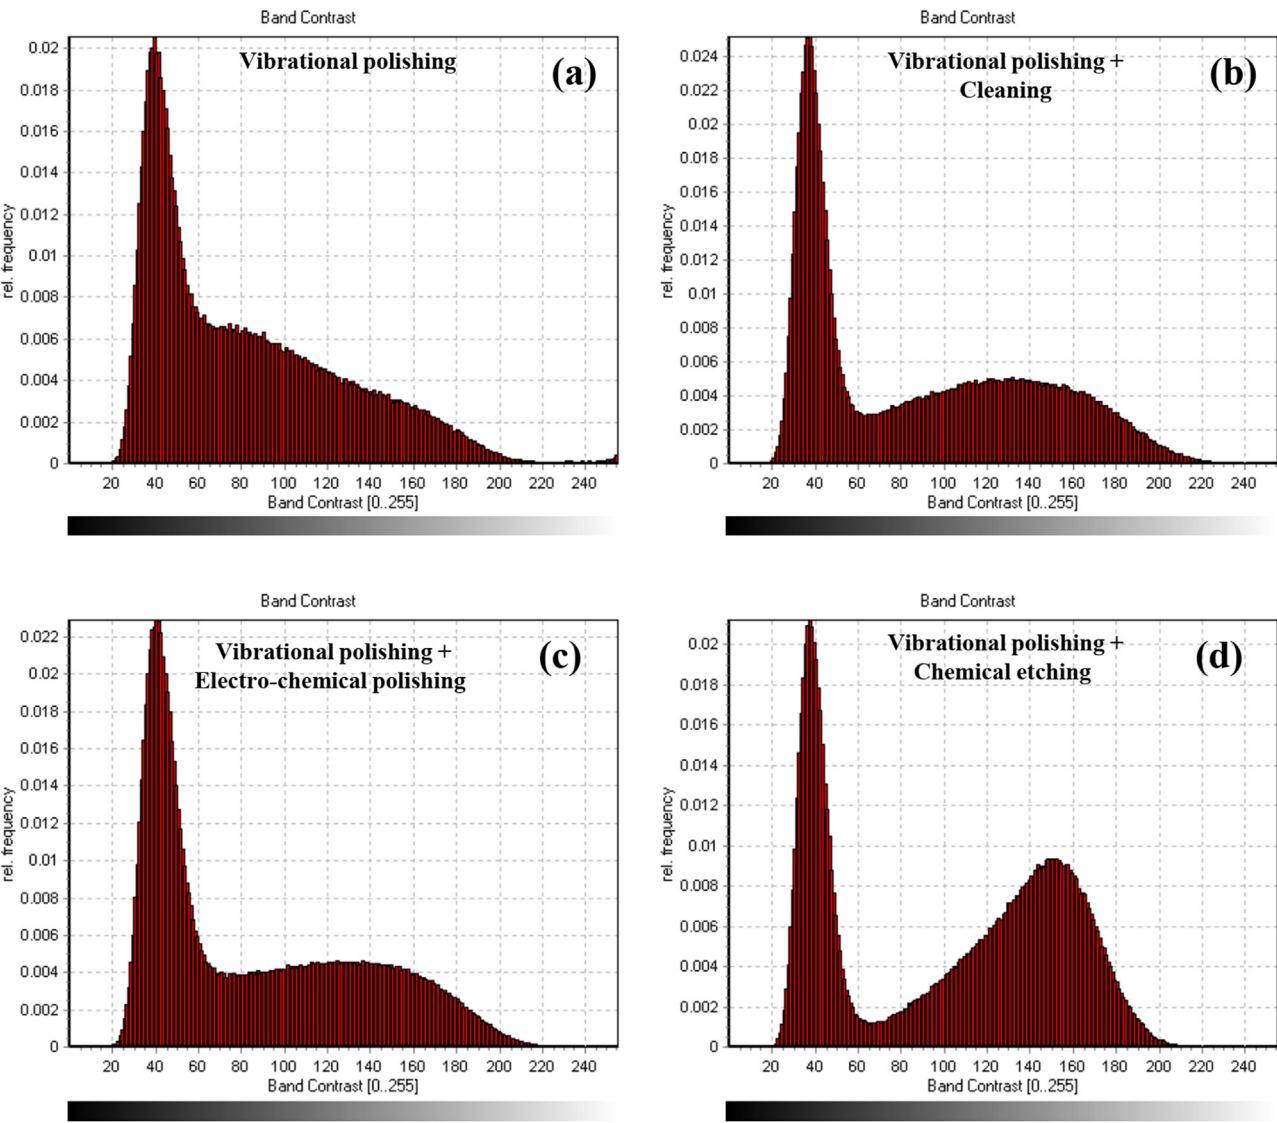 Band Contrast
Vibrational polishing
(a)
rel. frequency
0.02
0.018
0.016
0.014
0.012
0.01
0.008
0.006
0.004
0.002
0
20 40 60 80 100 120 140 160 180 200 220 240
Band Contrast [0..255]
Band Contrast
Vibrational polishing +
Cleaning
(b)
rel. frequency
0.024
0.022
0.02
0.018
0.016
0.014
0.012
0.01
0.008
0.006
0.004
0.002
0
20 40 60 80 100 120 140 160 180 200 220 240
Band Contrast [0..255]
Band Contrast
Vibrational polishing +
Electro-chemical polishing
(c)
rel. frequency
0.022
0.02
0.018
0.016
0.014
0.012
0.01
0.008
0.006
0.004
0.002
0
20 40 60 80 100 120 140 160 180 200 220 240
Band Contrast [0..255]
Band Contrast
Vibrational polishing +
Chemical etching
(d)
rel. frequency
0.02
0.018
0.016
0.014
0.012
0.01
0.008
0.006
0.004
0.002
0
20 40 60 80 100 120 140 160 180 200 220 240
Band Contrast [0..255]